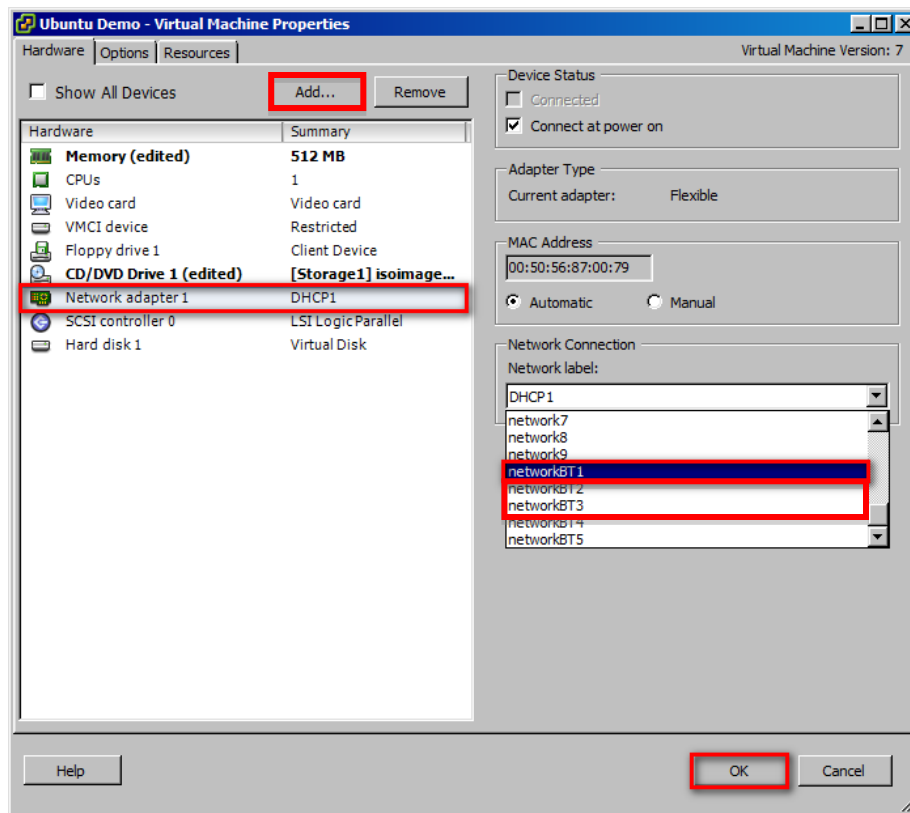 Ubuntu Demo - Virtual Machine Properties
Hardware Options Resources Virtual Machine Version: 7
Show All Devices Add... Remove
Hardware Summary
Memory (edited) 512 MB
CPUs 1
Video card Video card
VMCI device Restricted
Floppy drive 1 Client Device
CD/DVD Drive 1 (edited) [Storage1] isoimage...
Network adapter 1 DHCP1
SCSI controller 0 LSI Logic Parallel
Hard disk 1 Virtual Disk
Device Status
Connected
Connect at power on
Adapter Type
Current adapter: Flexible
MAC Address
00:50:56:87:00:79
Automatic Manual
Network Connection
Network label:
DHCP1
network7
network8
network9
networkBT1
networkBT2
networkBT3
networkBT4
networkBT5
Help OK Cancel